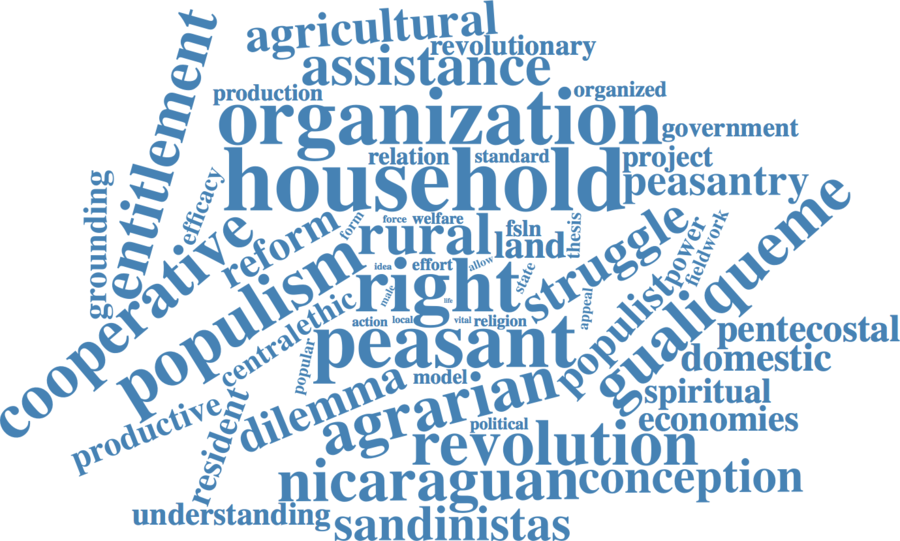 agricultural
revolutionary
assistance
entitlement
production
organized
organization
government
relation
standard
project
household
peasantry
grounding
efficacy
cooperative
reform
form
force
welfare
rural
fsln
land
thesis
struggle
power
fieldwork
gualiqueme
populism
idea
effort
allow
state
right
male
life
populist
appeal
central
ethic
action
local
vital
religion
peasant
pentecostal
domestic
popular
model
dilemma
agrarian
spiritual
productive
resident
political
economies
revolution
nicaraguan
conception
understanding
sandinistas